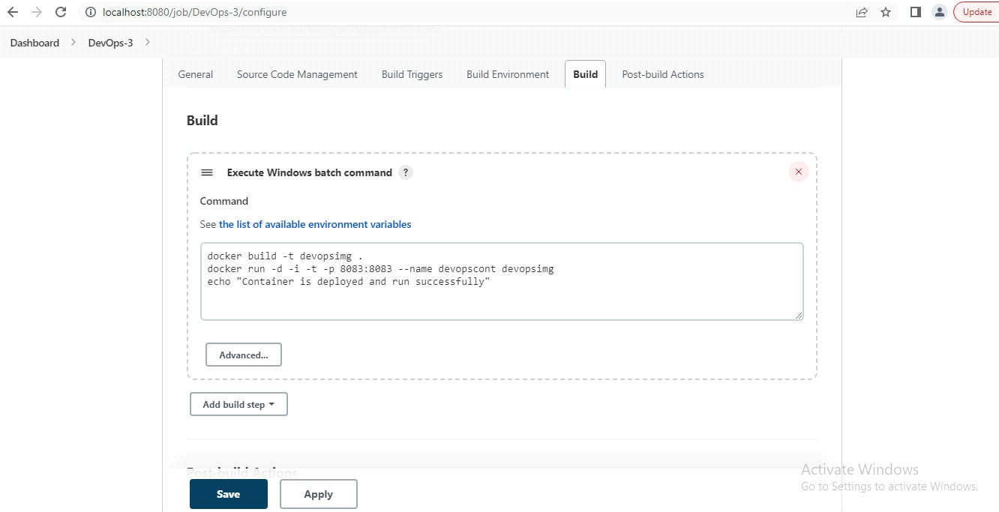 localhost:8080/job/DevOps-3/configure
Update
Dashboard
DevOps-3
General
Source Code Management
Build Triggers
Build Environment
Build
Post-build Actions
Build
Execute Windows batch command
?
Command
See the list of available environment variables
docker build -t devopsimg .
docker run -d -i -t -p 8083:8083 --name devopscont devopsimg
echo "Container is deployed and run successfully"
Advanced...
Add build step
Post-build Actions
Save
Apply
Activate Windows
Go to Settings to activate Windows.